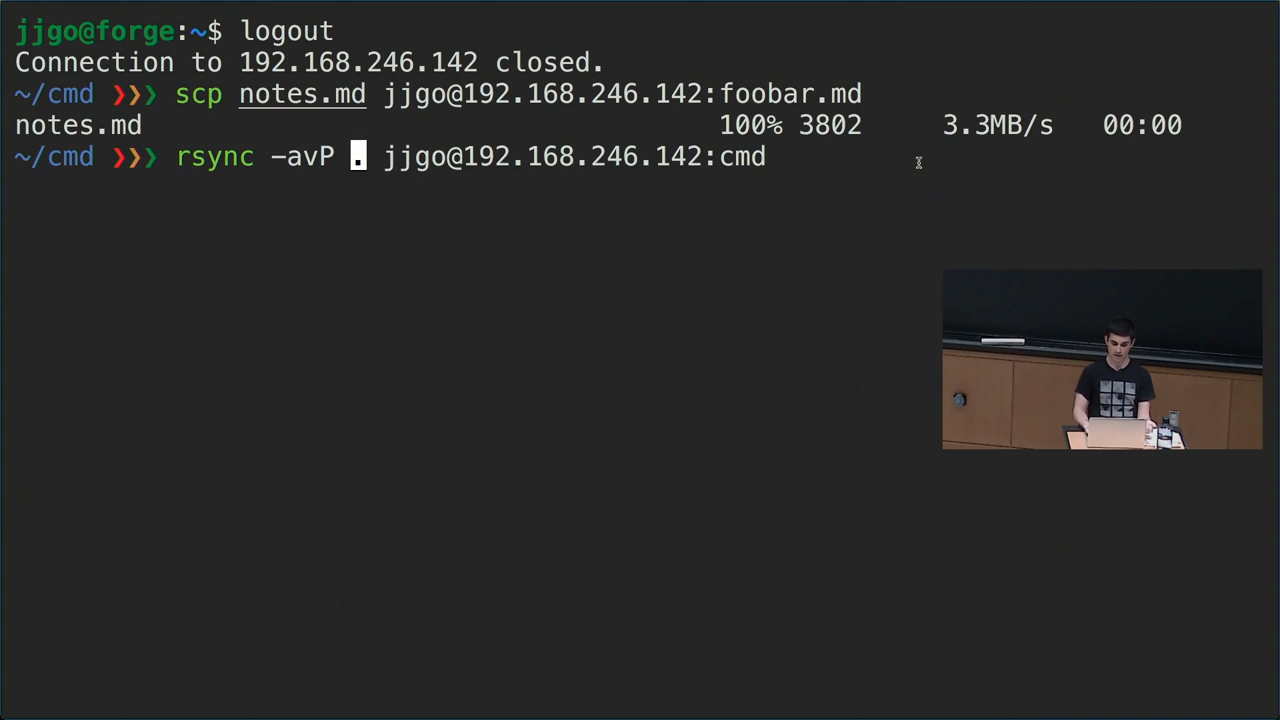 jjgo@forge:~$ logout
Connection to 192.168.246.142 closed.
~/cmd ❯❯❯ scp notes.md jjgo@192.168.246.142:foobar.md
notes.md 100% 3802 3.3MB/s 00:00
~/cmd ❯❯❯ rsync -avP . jjgo@192.168.246.142:cmd